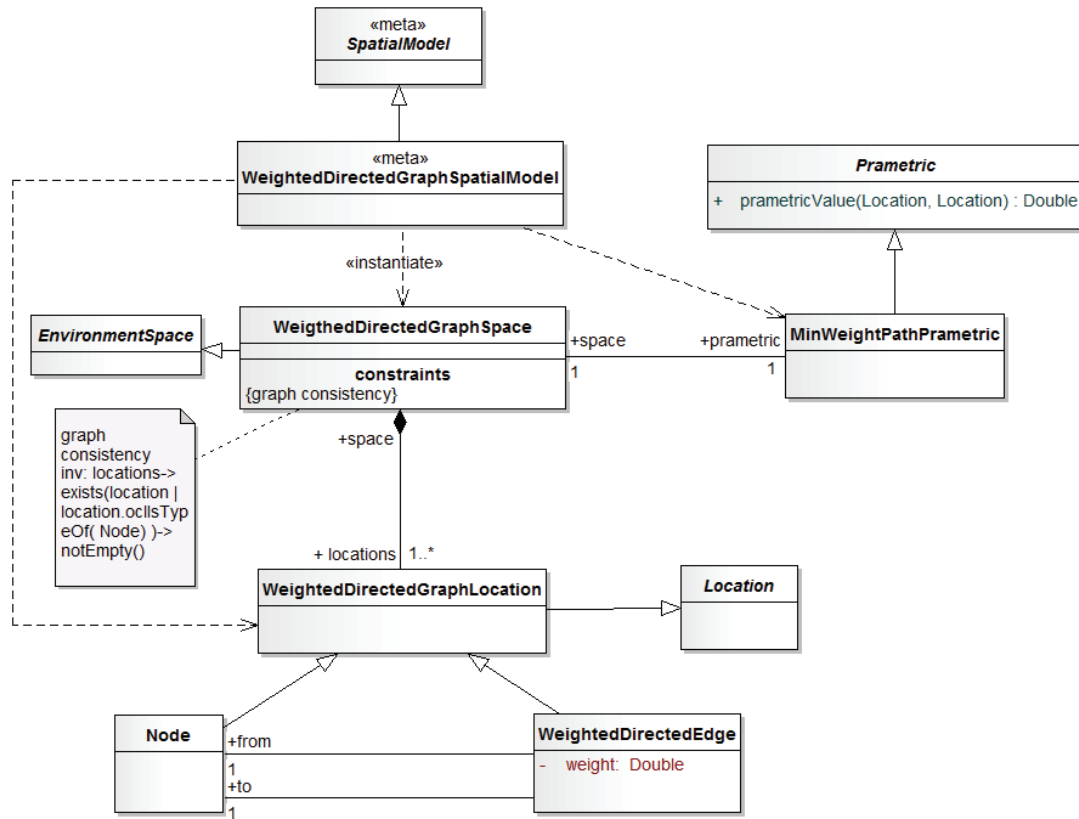 «meta»
SpatialModel
«meta»
WeightedDirectedGraphSpatialModel
Prametric
+ prametricValue(Location, Location) : Double
«instantiate»
EnvironmentSpace
WeigthedDirectedGraphSpace
constraints
{graph consistency}
+space
1
+prametric
1
MinWeightPathPrametric
graph
consistency
inv: locations->
exists(location |
location.oclIsTyp
eOf( Node) )->
notEmpty()
+space
+ locations
1..*
WeightedDirectedGraphLocation
Location
Node
+from
1
+to
1
WeightedDirectedEdge
- weight: Double